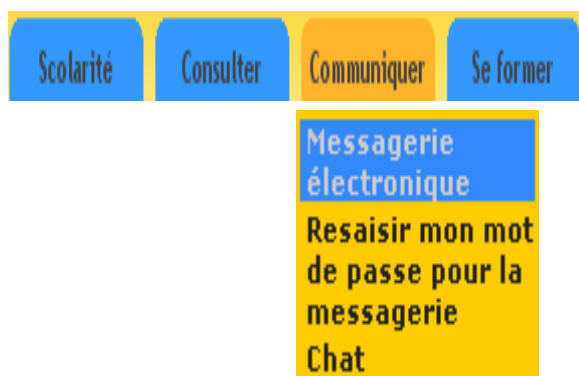 Scolarité Consulter Communiquer Se former
Messagerie
électronique
Resaisir mon mot
de passe pour la
messagerie
Chat